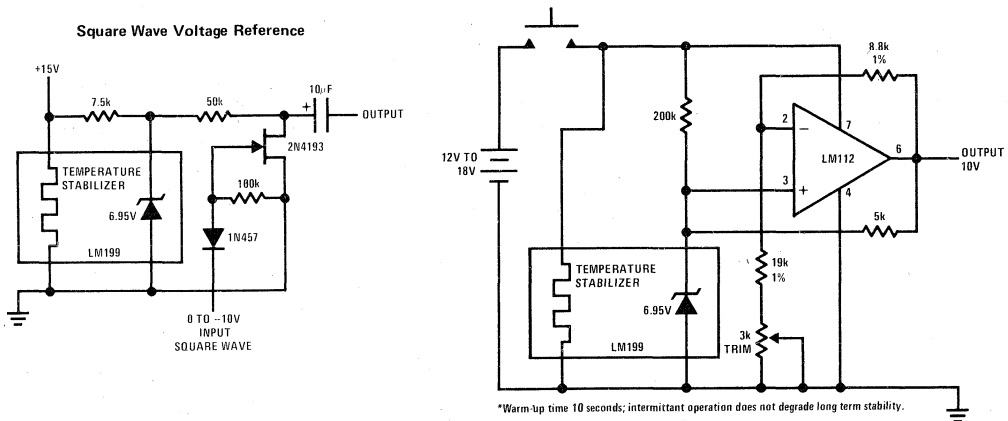 Square Wave Voltage Reference
+15V
7.5k
50k
+
10µF
OUTPUT
2N4193
TEMPERATURE
STABILIZER
6.95V
100k
1N457
LM199
0 TO –10V
INPUT
SQUARE WAVE
12V TO
18V
200k
8.8k
1%
2
−
7
LM112
6
OUTPUT
10V
3
+
4
5k
19k
1%
TEMPERATURE
STABILIZER
6.95V
3k
TRIM
LM199
*Warm-up time 10 seconds; intermittant operation does not degrade long term stability.